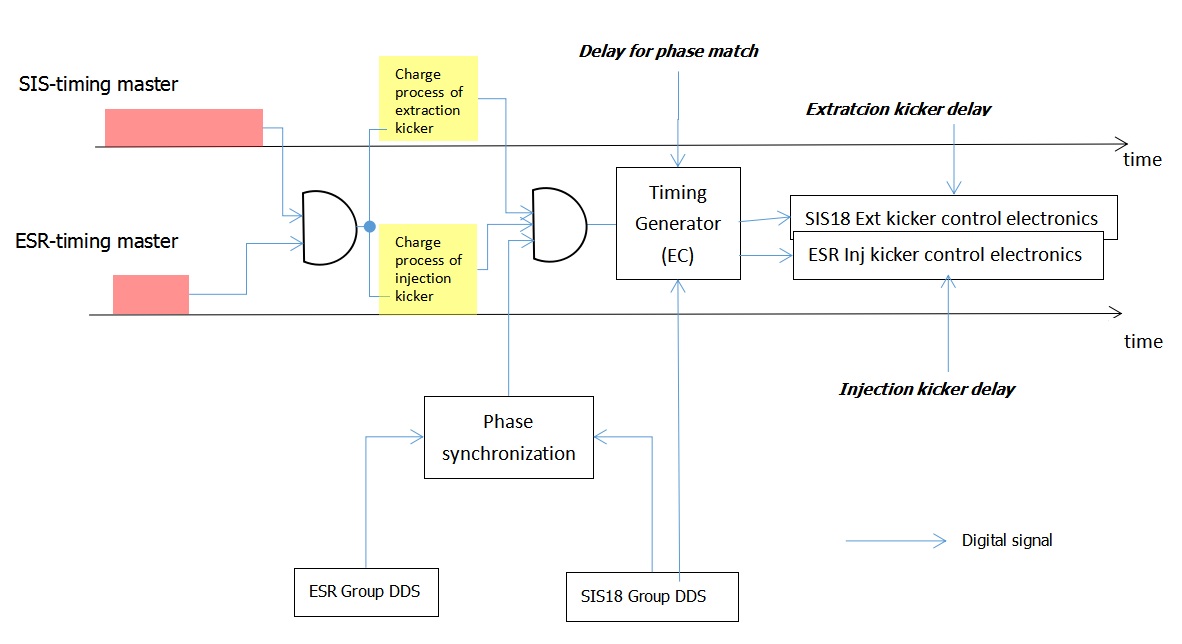 Delay for phase match
SIS-timing master
Charge
process of
extraction
kicker
Extratcion kicker delay
time
Timing
Generator
(EC)
SIS18 Ext kicker control electronics
ESR-timing master
Charge
process of
injection
kicker
ESR Inj kicker control electronics
time
Injection kicker delay
Phase
synchronization
Digital signal
ESR Group DDS
SIS18 Group DDS